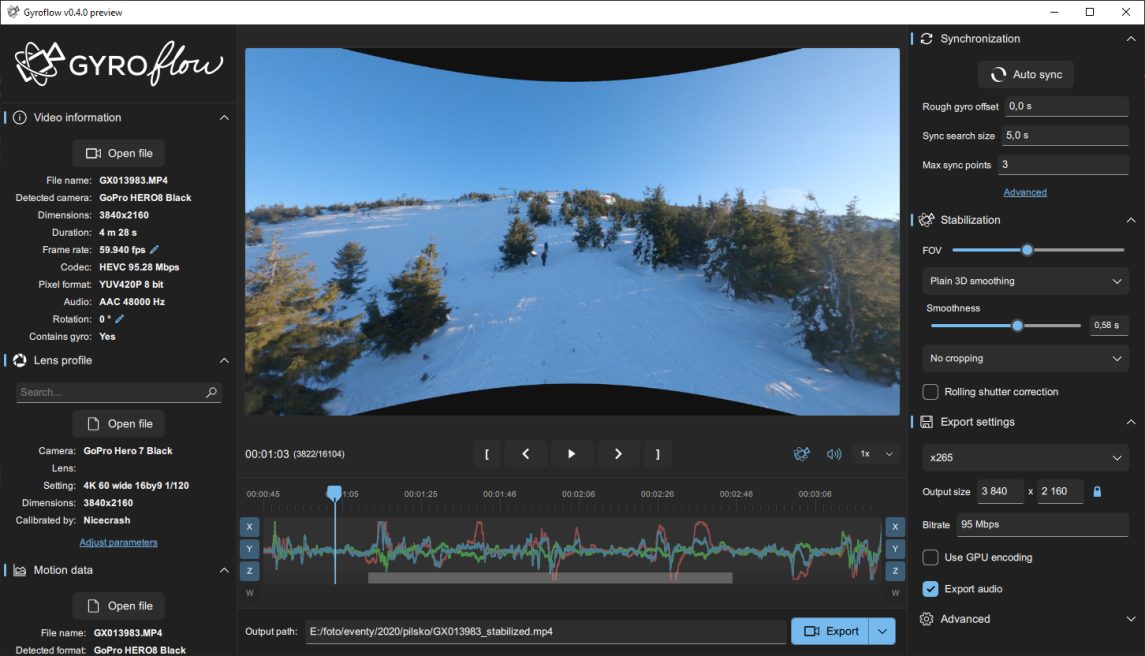 Gyroflow v0.4.0 preview
GYROflow
Video information
Open file
File name: GX013983.MP4
Detected camera: GoPro HERO8 Black
Dimensions: 3840x2160
Duration: 4 m 28 s
Frame rate: 59.940 fps
Codec: HEVC 95.28 Mbps
Pixel format: YUV420P 8 bit
Audio: AAC 48000 Hz
Rotation: 0 °
Contains gyro: Yes
Lens profile
Search...
Open file
Camera: GoPro Hero 7 Black
Lens:
Setting: 4K 60 wide 16by9 1/120
Dimensions: 3840x2160
Calibrated by: Nicecrash
Adjust parameters
Motion data
Open file
File name: GX013983.MP4
Detected format: GoPro HERO8 Black
00:01:03 (3822/16104)
[
]
1x
00:00:45 1:05 00:01:25 00:01:46 00:02:06 00:02:26 00:02:46 00:03:06
X X
Y Y
Z Z
W W
Output path: E:/foto/eventy/2020/pilsko/GX013983_stabilized.mp4
Export
Synchronization
Auto sync
Rough gyro offset 0,0 s
Sync search size 5,0 s
Max sync points 3
Advanced
Stabilization
FOV
Plain 3D smoothing
Smoothness
0,58 s
No cropping
Rolling shutter correction
Export settings
x265
Output size 3 840 x 2 160
Bitrate 95 Mbps
Use GPU encoding
Export audio
Advanced